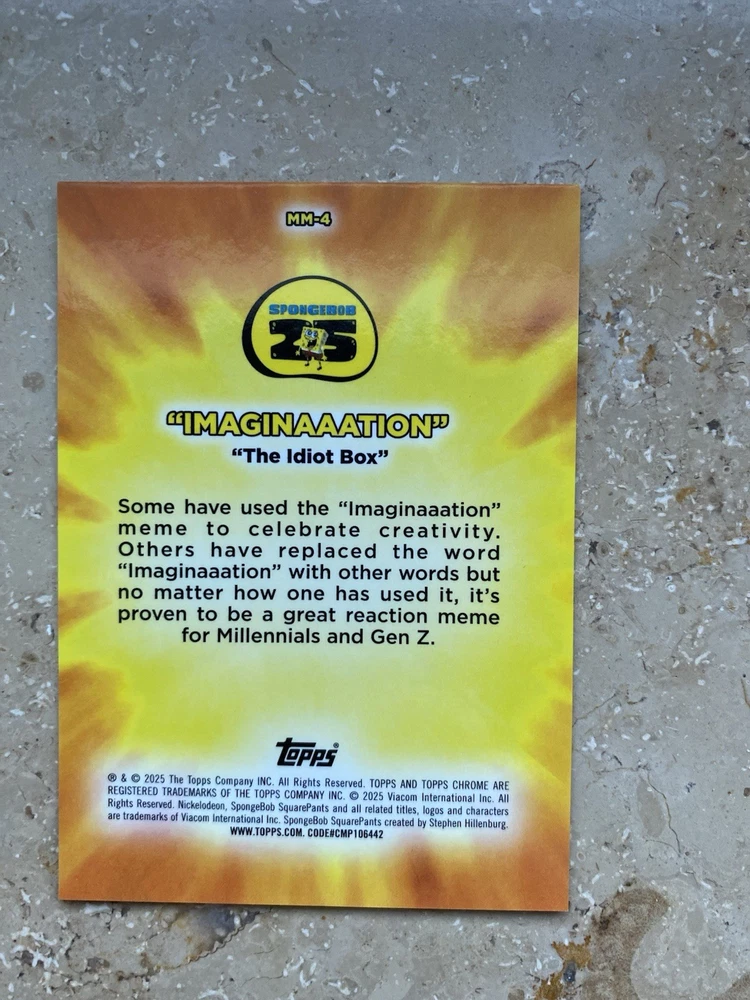 MM-4
SPONGEBOB
25
“IMAGINAAATION”
“The Idiot Box”
Some have used the “Imaginaaation”
meme to celebrate creativity.
Others have replaced the word
“Imaginaaation” with other words but
no matter how one has used it, it’s
proven to be a great reaction meme
for Millennials and Gen Z.
topps®
® & © 2025 The Topps Company INC. All Rights Reserved. TOPPS AND TOPPS CHROME ARE
REGISTERED TRADEMARKS OF THE TOPPS COMPANY INC. © 2025 Viacom International Inc. All
Rights Reserved. Nickelodeon, SpongeBob SquarePants and all related titles, logos and characters
are trademarks of Viacom International Inc. SpongeBob SquarePants created by Stephen Hillenburg.
WWW.TOPPS.COM. CODE#CMP106442